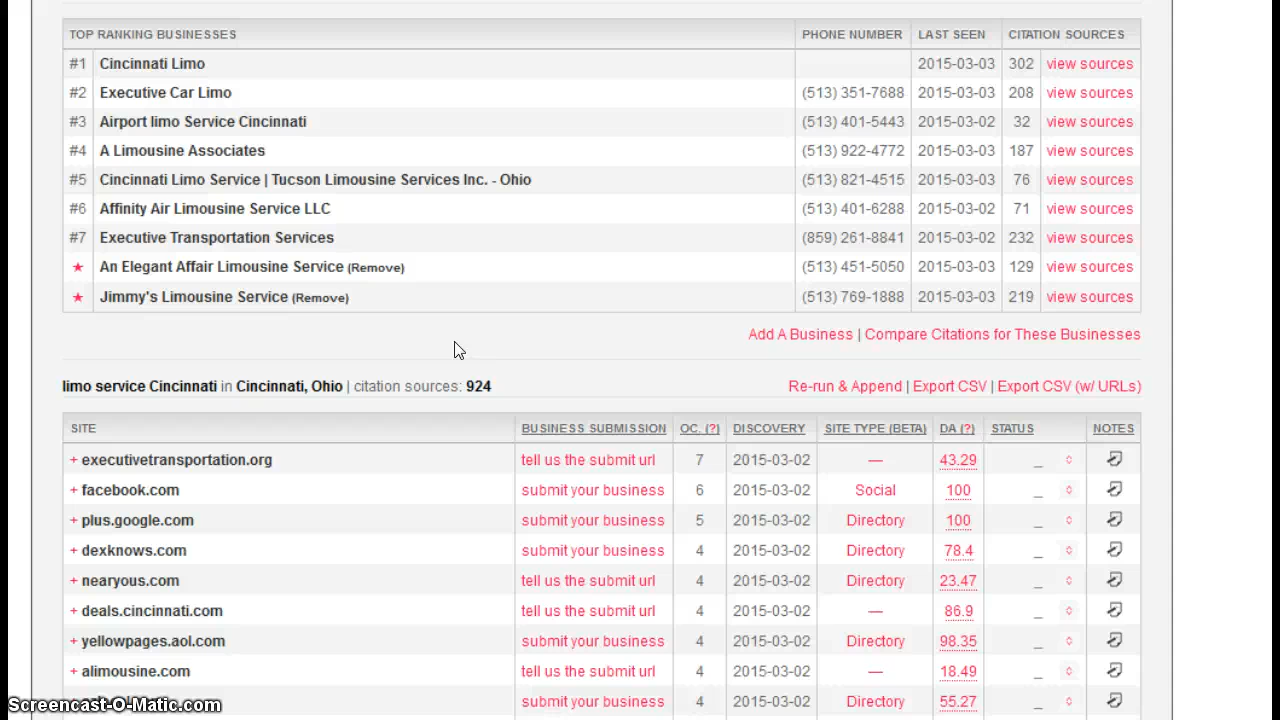 TOP RANKING BUSINESSES PHONE NUMBER LAST SEEN CITATION SOURCES
#1 Cincinnati Limo 2015-03-03 302 view sources
#2 Executive Car Limo (513) 351-7688 2015-03-03 208 view sources
#3 Airport limo Service Cincinnati (513) 401-5443 2015-03-02 32 view sources
#4 A Limousine Associates (513) 922-4772 2015-03-03 187 view sources
#5 Cincinnati Limo Service | Tucson Limousine Services Inc. - Ohio (513) 821-4515 2015-03-03 76 view sources
#6 Affinity Air Limousine Service LLC (513) 401-6288 2015-03-02 71 view sources
#7 Executive Transportation Services (859) 261-8841 2015-03-02 232 view sources
★ An Elegant Affair Limousine Service (Remove) (513) 451-5050 2015-03-03 129 view sources
★ Jimmy's Limousine Service (Remove) (513) 769-1888 2015-03-03 219 view sources
Add A Business | Compare Citations for These Businesses
limo service Cincinnati in Cincinnati, Ohio | citation sources: 924 Re-run & Append | Export CSV | Export CSV (w/ URLs)
SITE BUSINESS SUBMISSION OC. (?) DISCOVERY SITE TYPE (BETA) DA (?) STATUS NOTES
+ executivetransportation.org tell us the submit url 7 2015-03-02 — 43.29 _
+ facebook.com submit your business 6 2015-03-02 Social 100 _
+ plus.google.com submit your business 5 2015-03-02 Directory 100 _
+ dexknows.com submit your business 4 2015-03-02 Directory 78.4 _
+ nearyous.com tell us the submit url 4 2015-03-02 Directory 23.47 _
+ deals.cincinnati.com tell us the submit url 4 2015-03-02 — 86.9 _
+ yellowpages.aol.com submit your business 4 2015-03-02 Directory 98.35 _
+ alimousine.com tell us the submit url 4 2015-03-02 — 18.49 _
submit your business 4 2015-03-02 Directory 55.27 _
Screencast-O-Matic.com